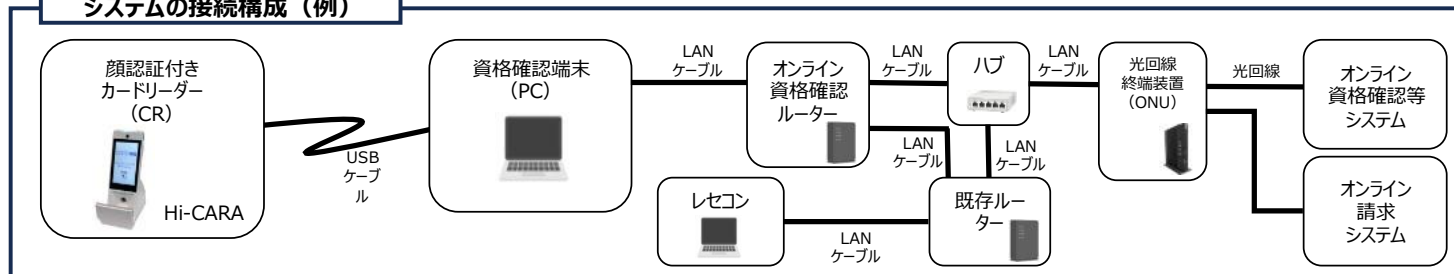 システムの接続構成（例）
顔認証付き
カードリーダー
（CR）
Hi-CARA
USB
ケーブ
ル
資格確認端末
（PC）
LAN
ケーブル
オンライン
資格確認
ルーター
LAN
ケーブル
ハブ
LAN
ケーブル
光回線
終端装置
（ONU）
光回線
オンライン
資格確認等
システム
LAN
ケーブル
LAN
ケーブル
レセコン
LAN
ケーブル
既存ルー
ター
オンライン
請求
システム